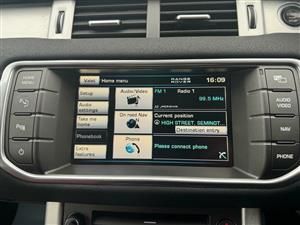 Valet
Home menu
RANGE
16:09
Setup
Audio settings
Take me home
Phonebook
Extra features
Audio/Video
On road Nav
Phone
FM 1 Radio 1
99.5 MHz
Current position
HIGH STREET, SEMINGT...
Destination entry
Please connect phone
HOME MENU
NAV
AUDIO VIDEO
PHONE